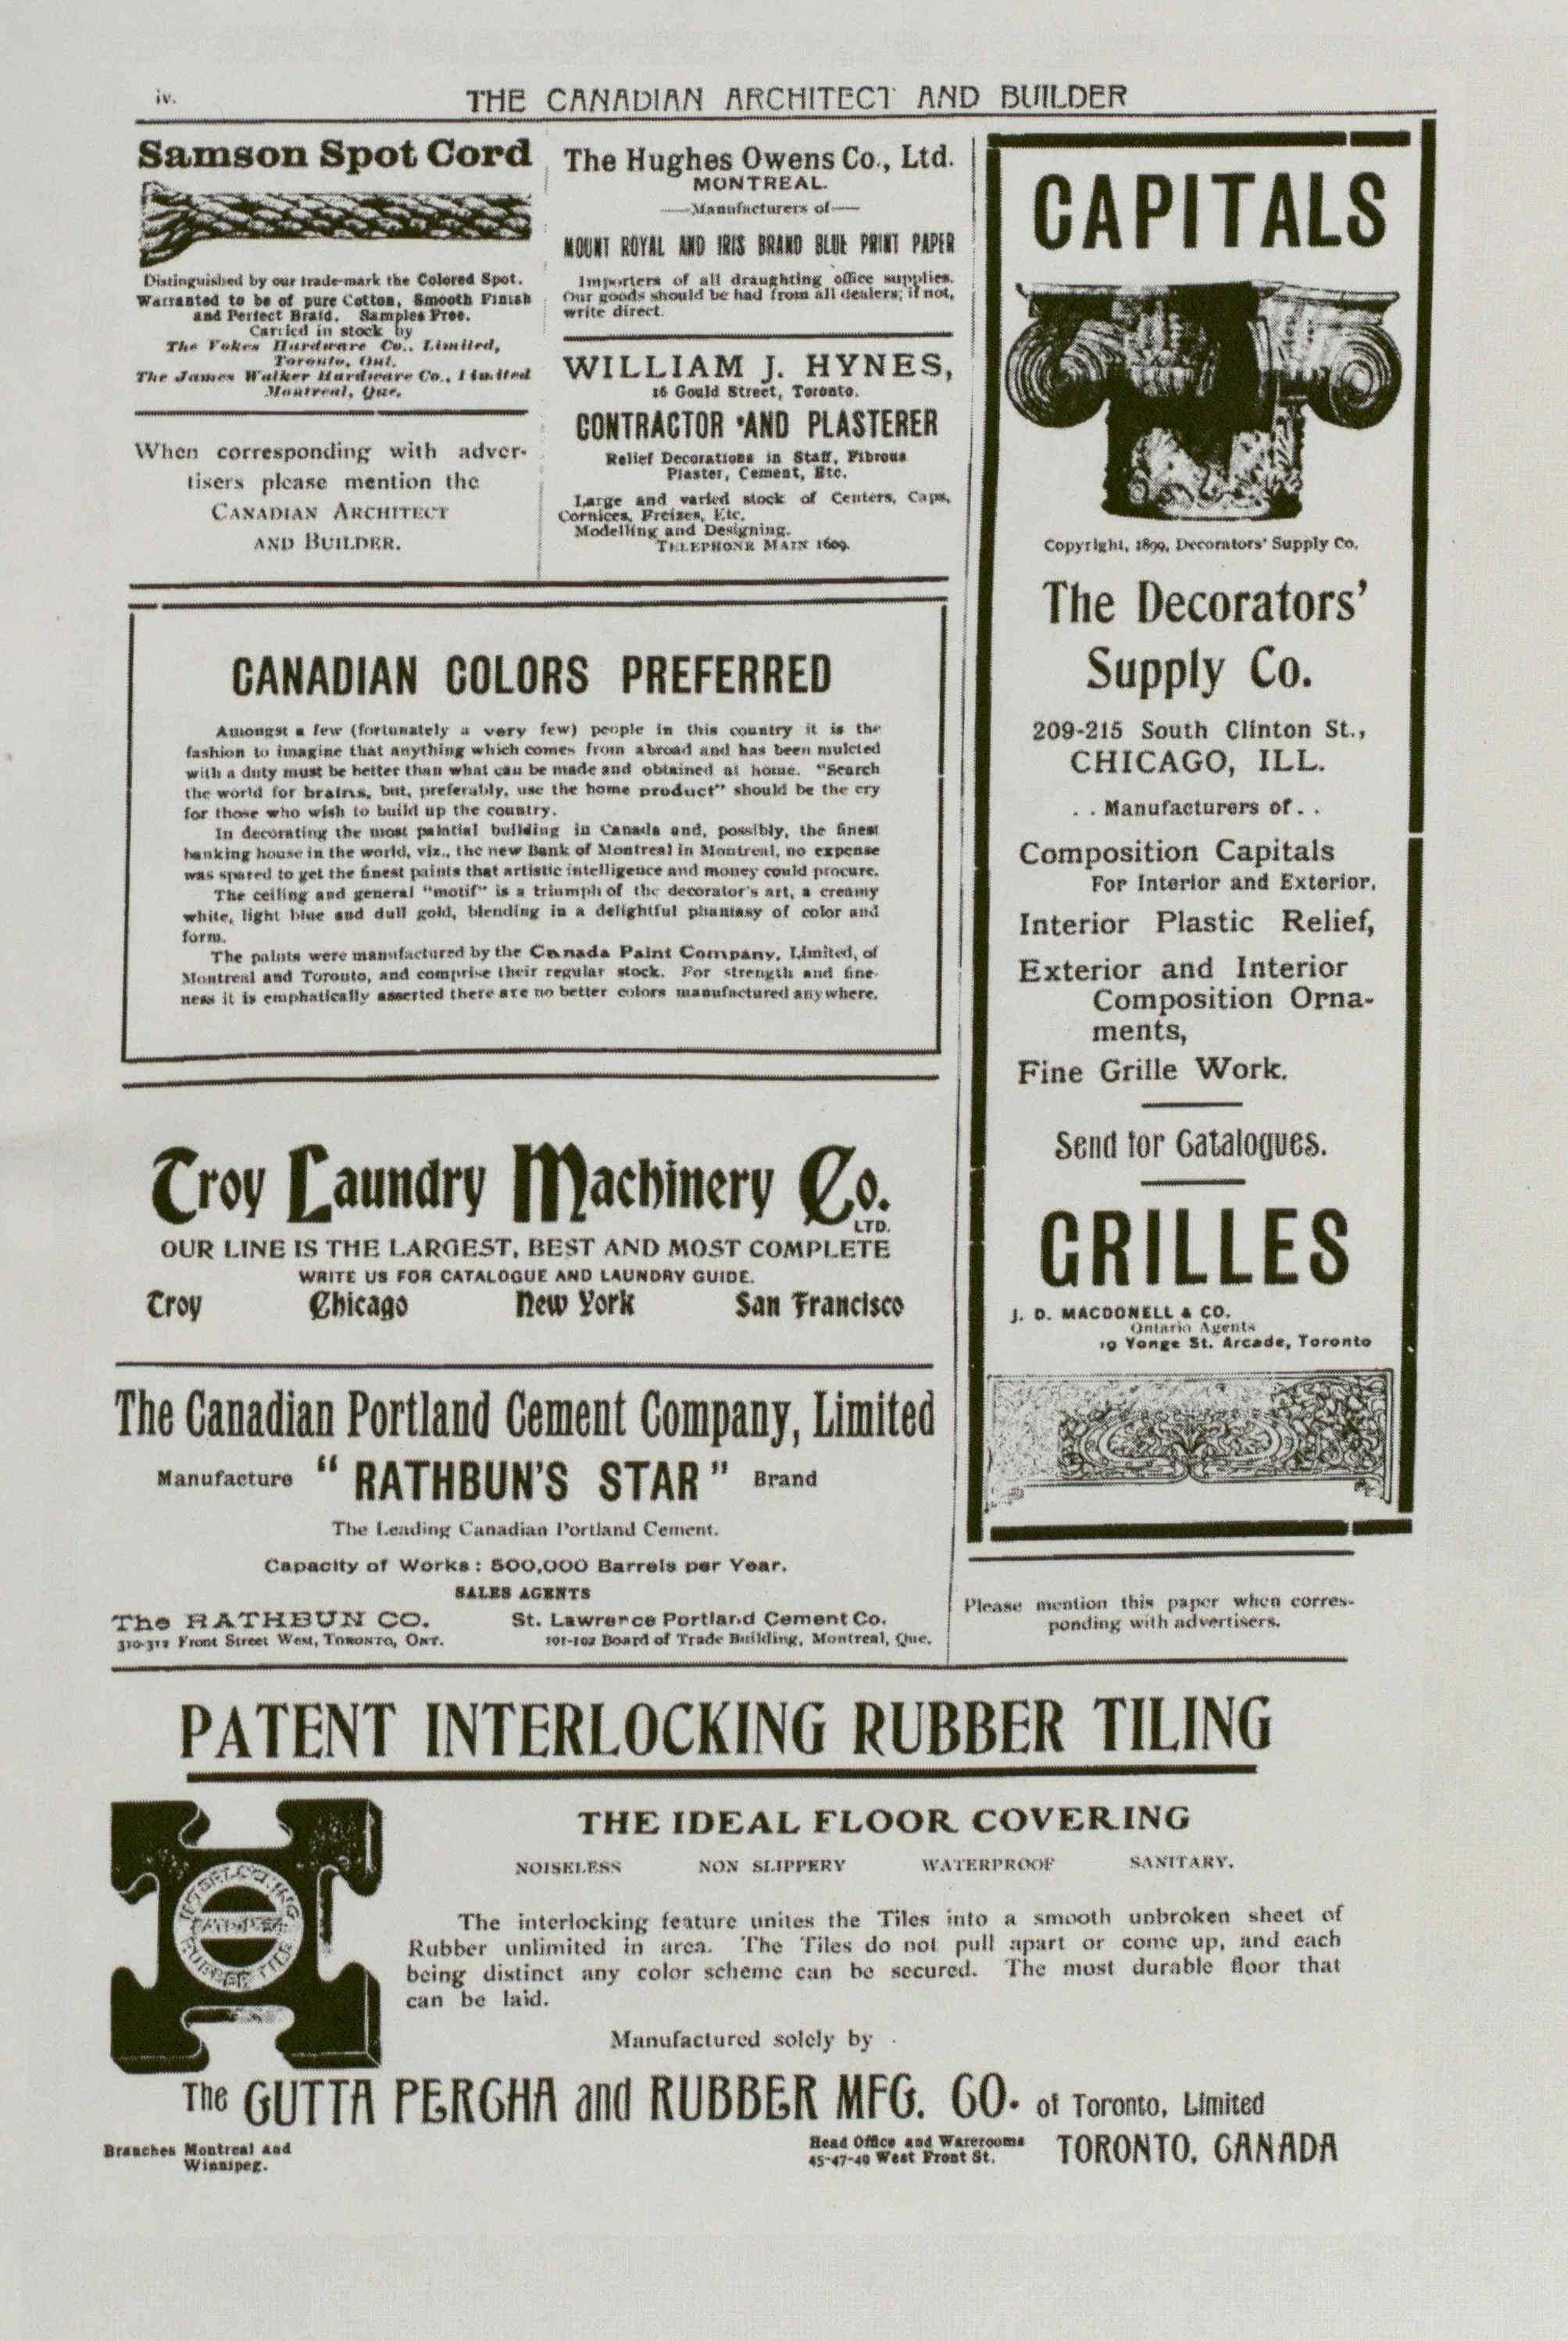 iv.
THE CANADIAN ARCHITECT AND BUILDER
Samson Spot Cord
Distinguished by our trade-mark the Colored Spot.
Warranted to be of pure Cotton, Smooth Finish
and Perfect Braid. Samples Free.
Carried in stock by
The Vokes Hardware Co., Limited,
Toronto, Ont.
The James Walker Hardware Co., Limited
Montreal, Que.
When corresponding with adver-
tisers please mention the
CANADIAN ARCHITECT
AND BUILDER.
The Hughes Owens Co., Ltd.
MONTREAL.
—Manufacturers of—
MOUNT ROYAL AND IRIS BRAND BLUE PRINT PAPER
Importers of all draughting office supplies.
Our goods should be had from all dealers; if not,
write direct.
WILLIAM J. HYNES,
16 Gould Street, Toronto.
CONTRACTOR AND PLASTERER
Relief Decorations in Staff, Fibrous
Plaster, Cement, Etc.
Large and varied stock of Centers, Caps,
Cornices, Freizes, Etc.
Modelling and Designing.
TELEPHONE MAIN 1609.
CANADIAN COLORS PREFERRED
Amongst a few (fortunately a very few) people in this country it is the
fashion to imagine that anything which comes from abroad and has been mulcted
with a duty must be better than what can be made and obtained at home. "Search
the world for brains, but, preferably, use the home product" should be the cry
for those who wish to build up the country.
In decorating the most palatial building in Canada and, possibly, the finest
banking house in the world, viz., the new Bank of Montreal in Montreal, no expense
was spared to get the finest paints that artistic intelligence and money could procure.
The ceiling and general "motif" is a triumph of the decorator's art, a creamy
white, light blue and dull gold, blending in a delightful phantasy of color and
form.
The paints were manufactured by the Canada Paint Company, Limited, of
Montreal and Toronto, and comprise their regular stock. For strength and fine-
ness it is emphatically asserted there are no better colors manufactured anywhere.
Troy Laundry Machinery Co.
LTD.
OUR LINE IS THE LARGEST, BEST AND MOST COMPLETE
WRITE US FOR CATALOGUE AND LAUNDRY GUIDE.
Troy Chicago New York San Francisco
The Canadian Portland Cement Company, Limited
Manufacture "RATHBUN'S STAR" Brand
The Leading Canadian Portland Cement.
Capacity of Works: 500,000 Barrels per Year.
SALES AGENTS
The RATHBUN CO.
310-312 Front Street West, TORONTO, ONT.
St. Lawrence Portland Cement Co.
101-102 Board of Trade Building, Montreal, Que.
CAPITALS
Copyright, 1899, Decorators' Supply Co.
The Decorators'
Supply Co.
209-215 South Clinton St.,
CHICAGO, ILL.
. . Manufacturers of . .
Composition Capitals
For Interior and Exterior,
Interior Plastic Relief,
Exterior and Interior
Composition Orna-
ments,
Fine Grille Work.
Send for Catalogues.
GRILLES
J. D. MACDONELL & CO.
Ontario Agents
19 Yonge St. Arcade, Toronto
Please mention this paper when corres-
ponding with advertisers.
PATENT INTERLOCKING RUBBER TILING
THE IDEAL FLOOR COVERING
NOISELESS NON SLIPPERY WATERPROOF SANITARY.
INTERLOCKING
PATENTED
RUBBER TILE
The interlocking feature unites the Tiles into a smooth unbroken sheet of
Rubber unlimited in area. The Tiles do not pull apart or come up, and each
being distinct any color scheme can be secured. The most durable floor that
can be laid.
Manufactured solely by
The GUTTA PERCHA and RUBBER MFG. CO. of Toronto, Limited
Branches Montreal and
Winnipeg.
Head Office and Warerooms
45-47-49 West Front St.
TORONTO, CANADA